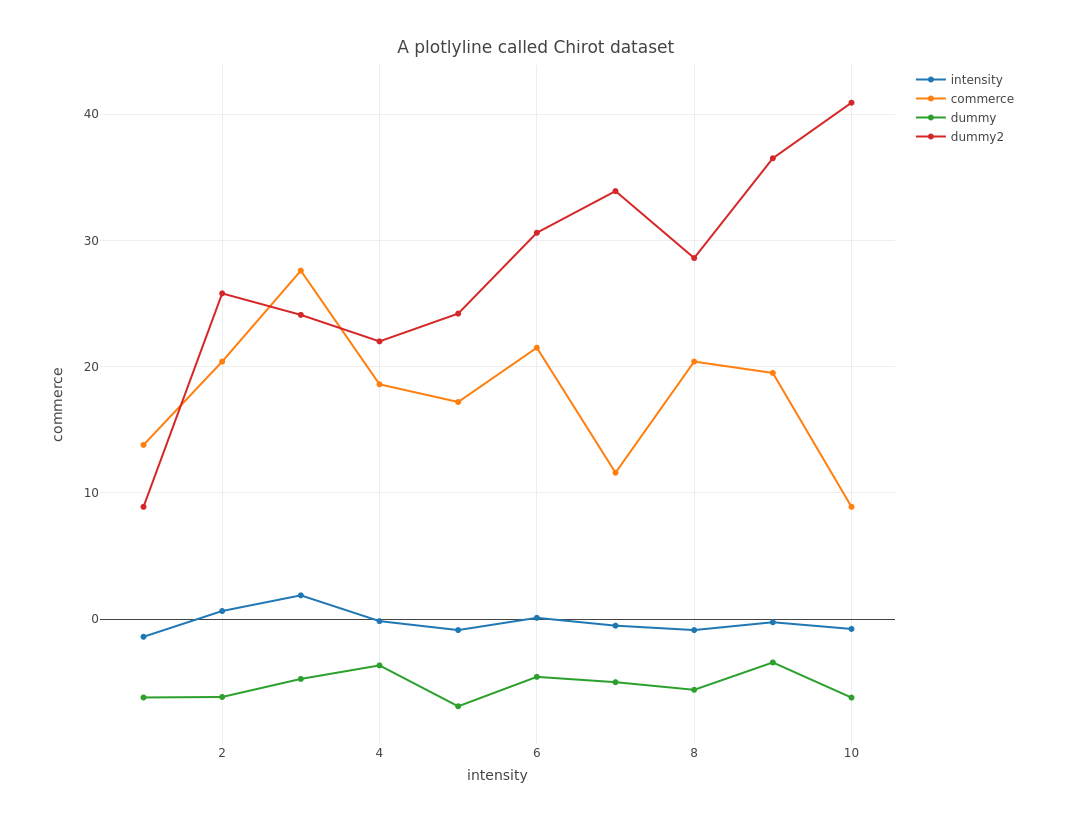 A plotlyline called Chirot dataset
intensity
commerce
dummy
dummy2
40
30
20
10
0
commerce
2 4 6 8 10
intensity